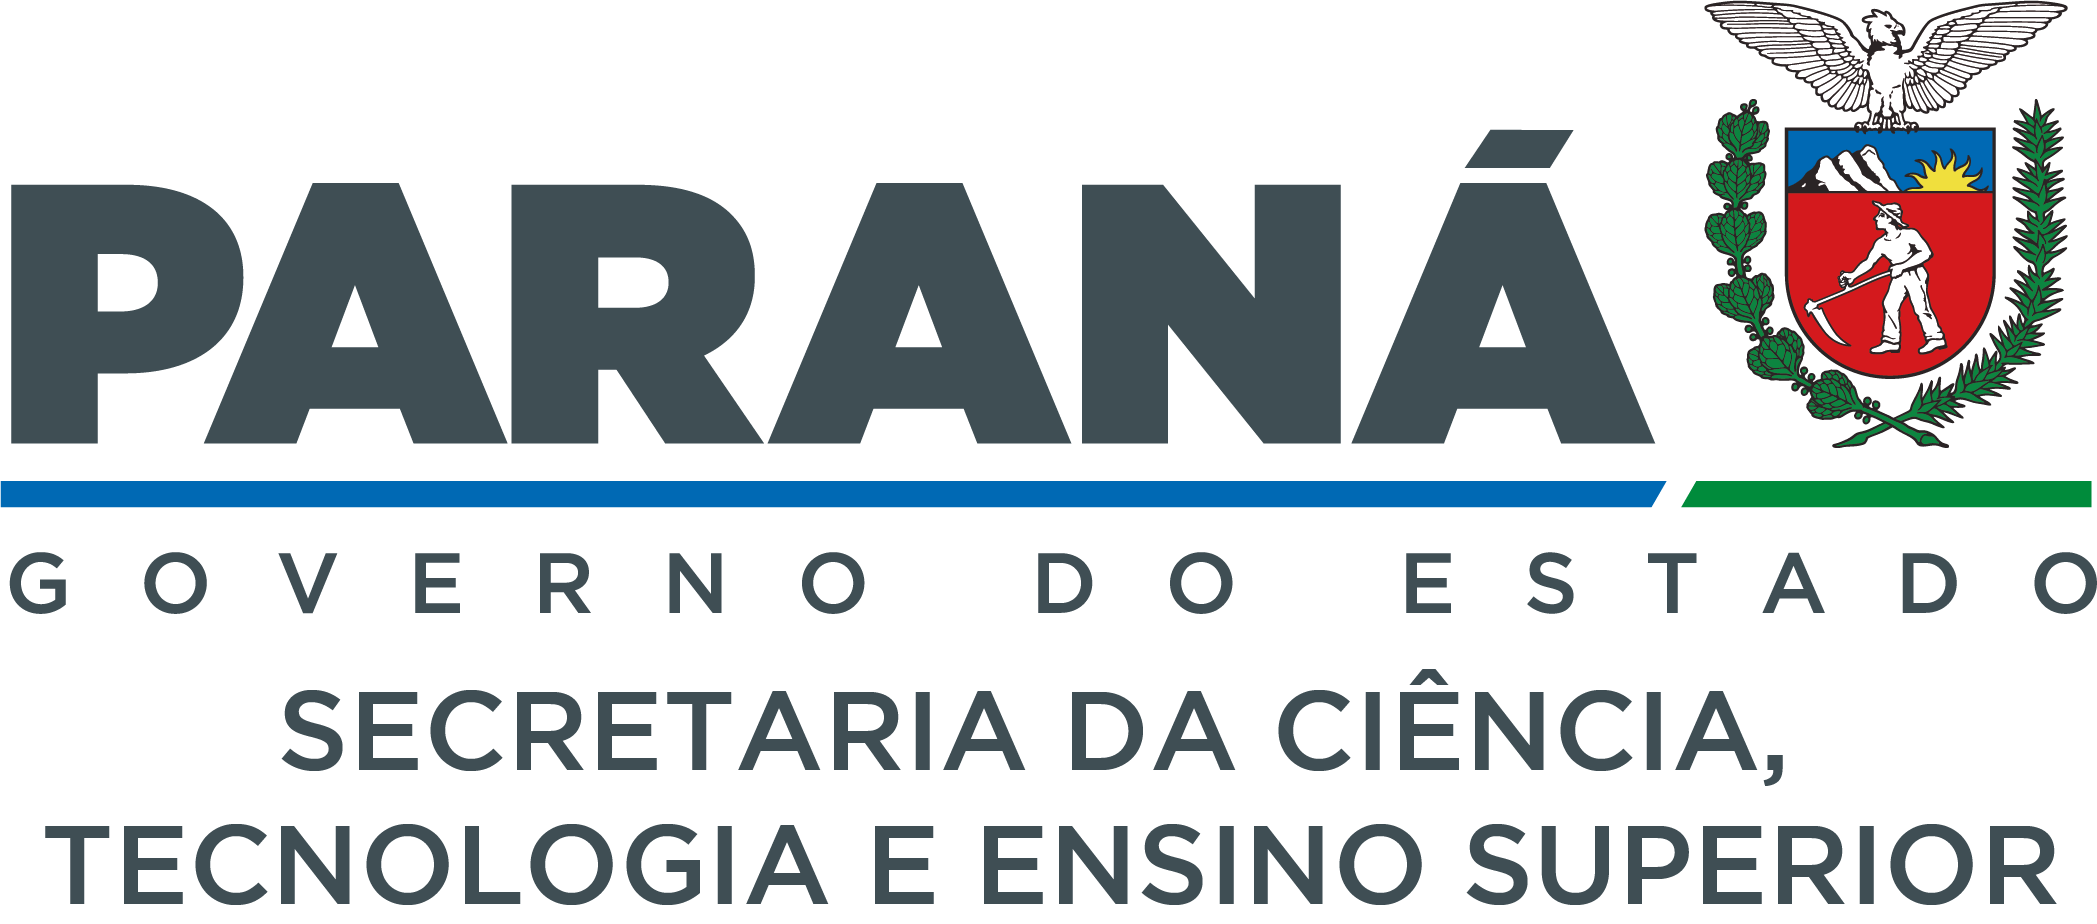 PARANÁ
GOVERNO DO ESTADO
SECRETARIA DA CIÊNCIA,
TECNOLOGIA E ENSINO SUPERIOR